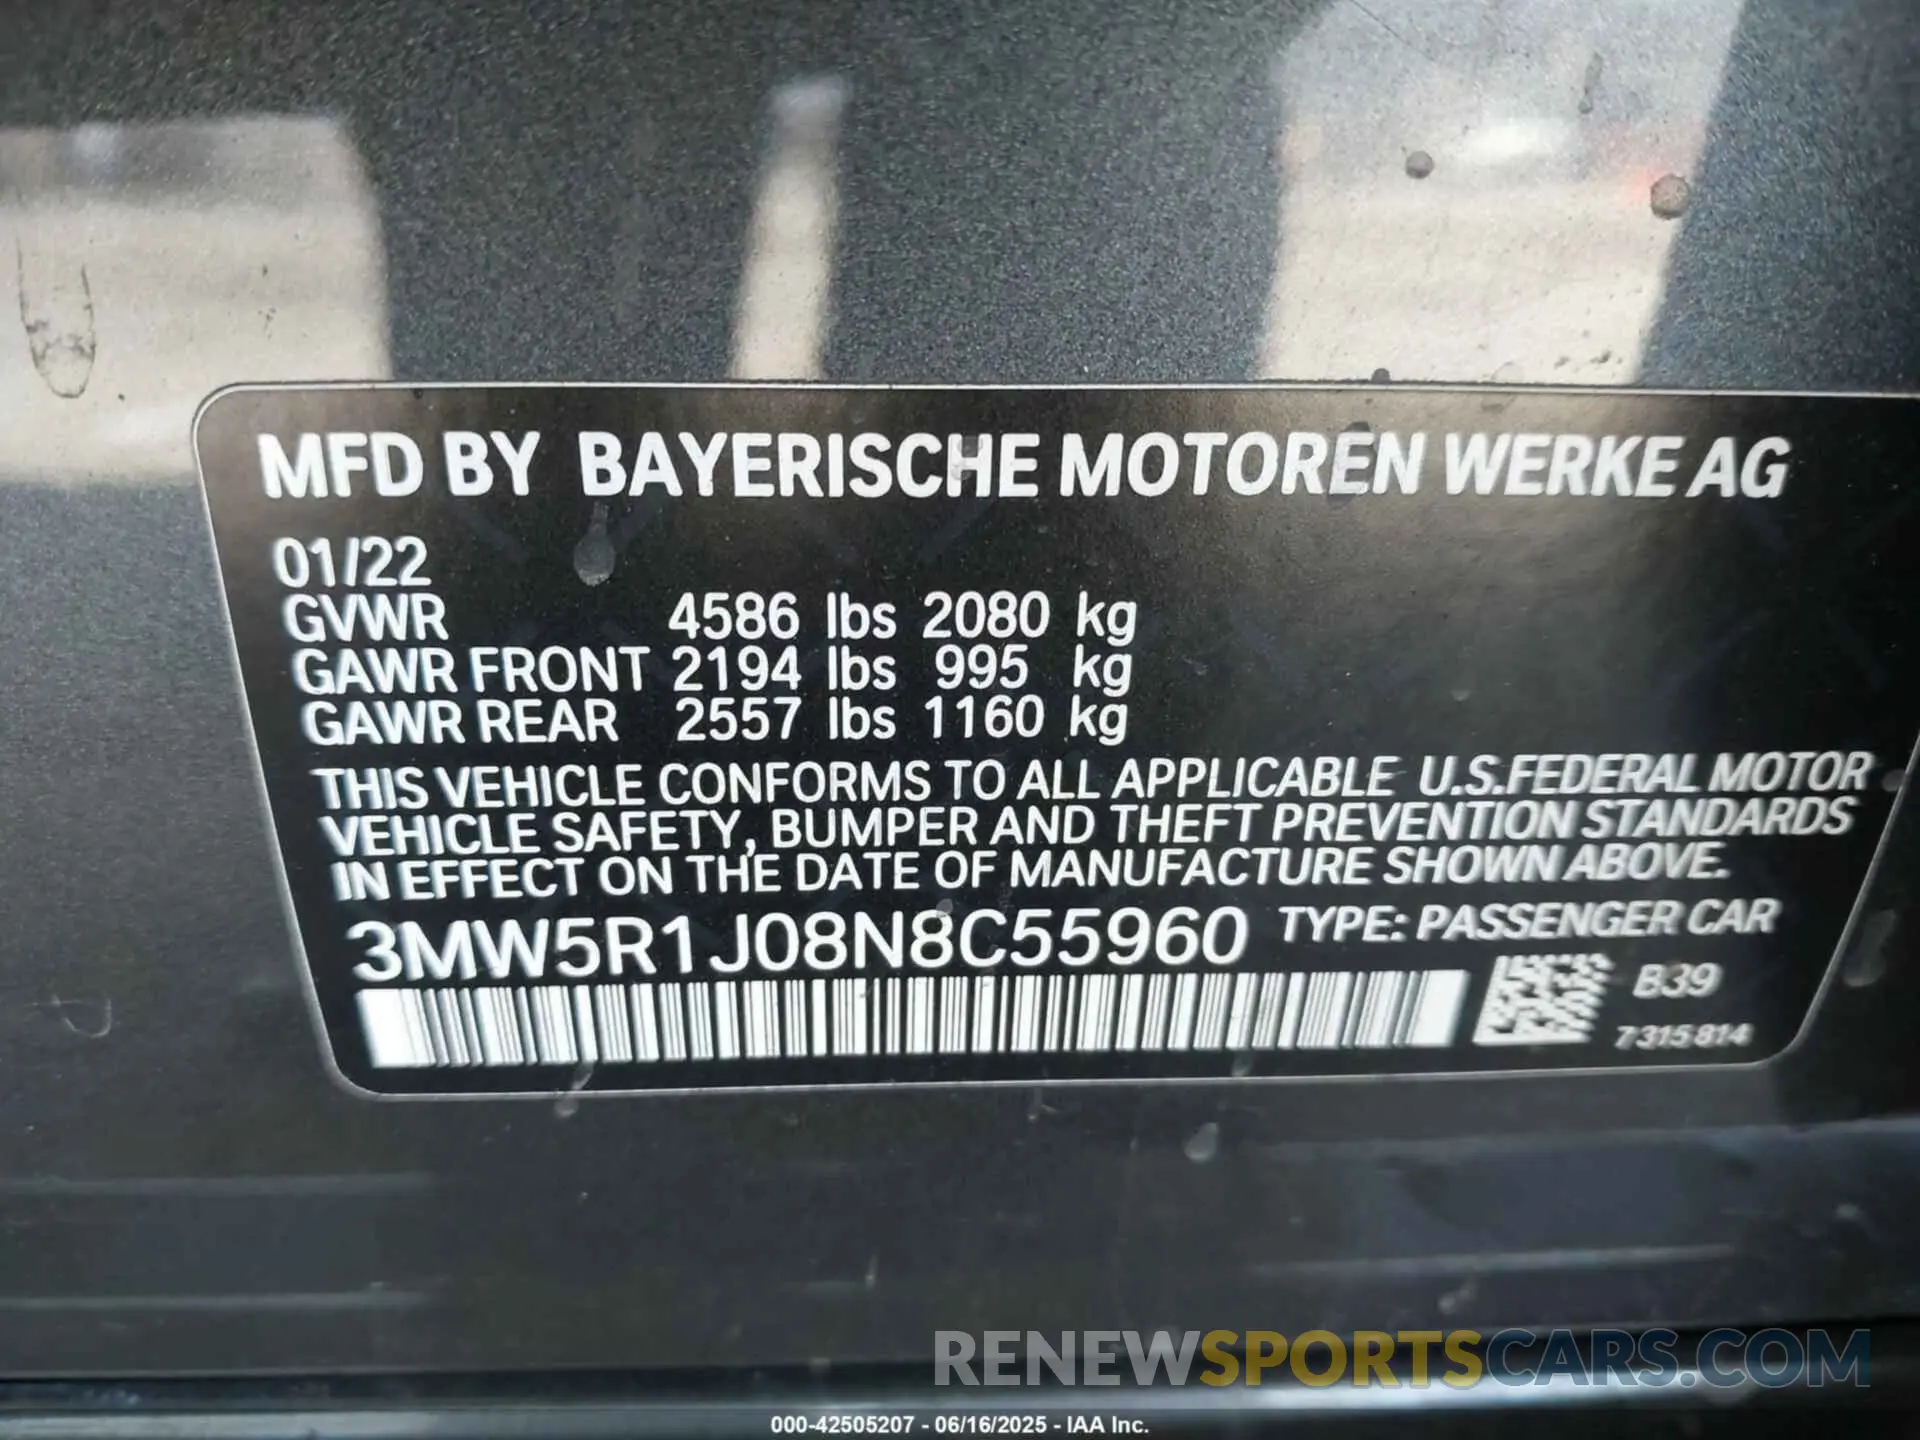 MFD BY BAYERISCHE MOTOREN WERKE AG
01/22
GVWR 4586 lbs 2080 kg
GAWR FRONT 2194 lbs 995 kg
GAWR REAR 2557 lbs 1160 kg
THIS VEHICLE CONFORMS TO ALL APPLICABLE U.S.FEDERAL MOTOR
VEHICLE SAFETY, BUMPER AND THEFT PREVENTION STANDARDS
IN EFFECT ON THE DATE OF MANUFACTURE SHOWN ABOVE.
3MW5R1J08N8C55960 TYPE: PASSENGER CAR
B39
7315814
RENEWSPORTSCARS.COM
000-42505207 - 06/16/2025 - IAA Inc.